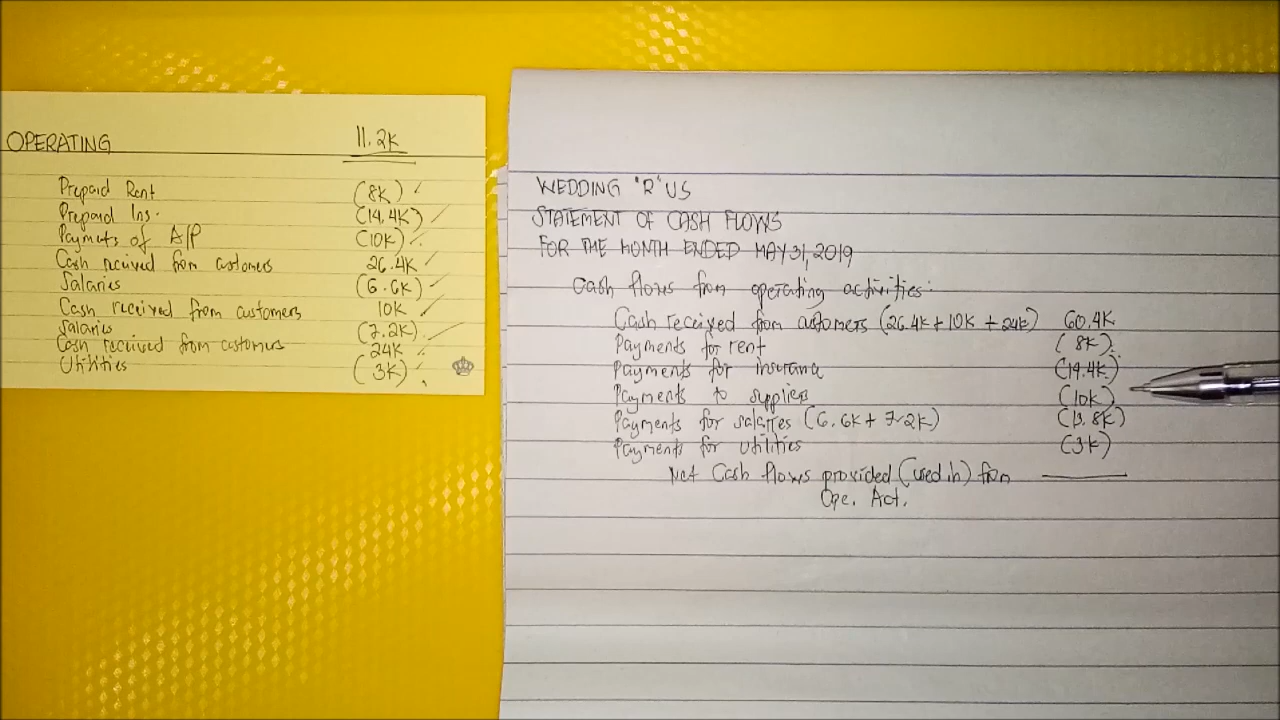 OPERATING 11.2K
Prepaid Rent (8K) ✓
Prepaid Ins. (14.4K) ✓
Paymets of A/P (10K) ✓
Cash rcived from customers 26.4K ✓
Salaries (6.6K) ✓
Cash received from customers 10K ✓
Salaries (7.2K) ✓
Cash received from customers 24K ✓
Utilities (3K) ✓
WEDDING "R" US
STATEMENT OF CASH FLOWS
FOR THE MONTH ENDED MAY 31, 2019
Cash flows from operating activities:
Cash received from customers (26.4K + 10K + 24K) 60.4K
Payments for rent (8K)
Payments for insurance (14.4K)
Payments to suppliers (10K)
Payments for salaries (6.6K + 7.2K) (13.8K)
Payments for utilities (3K)
Net Cash flows provided (used in) from
Ope. Act.